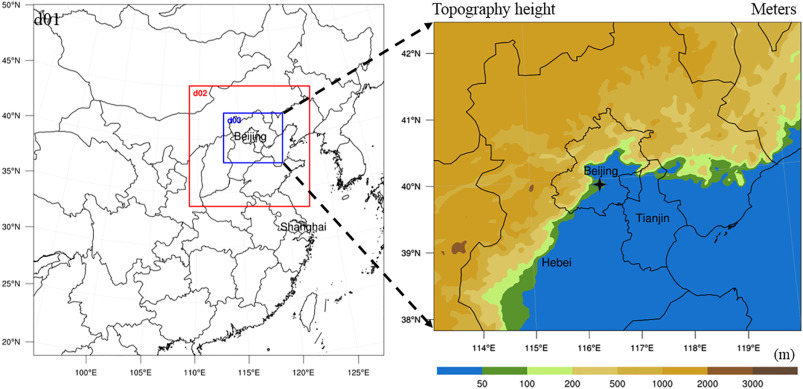 d01
50°N
45°N
40°N
35°N
30°N
25°N
20°N
100°E 105°E 110°E 115°E 120°E 125°E
d02
d03
Beijing
Shanghai
Topography height Meters
42°N
41°N
40°N
39°N
38°N
Beijing
Tianjin
Hebei
114°E 115°E 116°E 117°E 118°E 119°E
(m)
50 100 200 500 1000 2000 3000